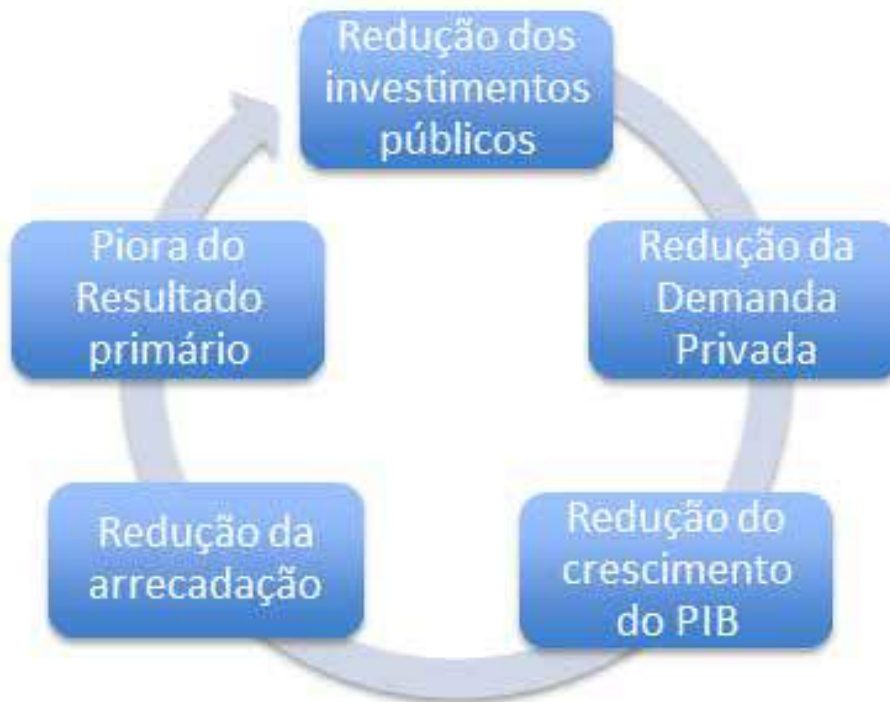 Redução dos
investimentos
públicos
Redução da
Demanda
Privada
Redução do
crescimento
do PIB
Redução da
arrecadação
Piora do
Resultado
primário